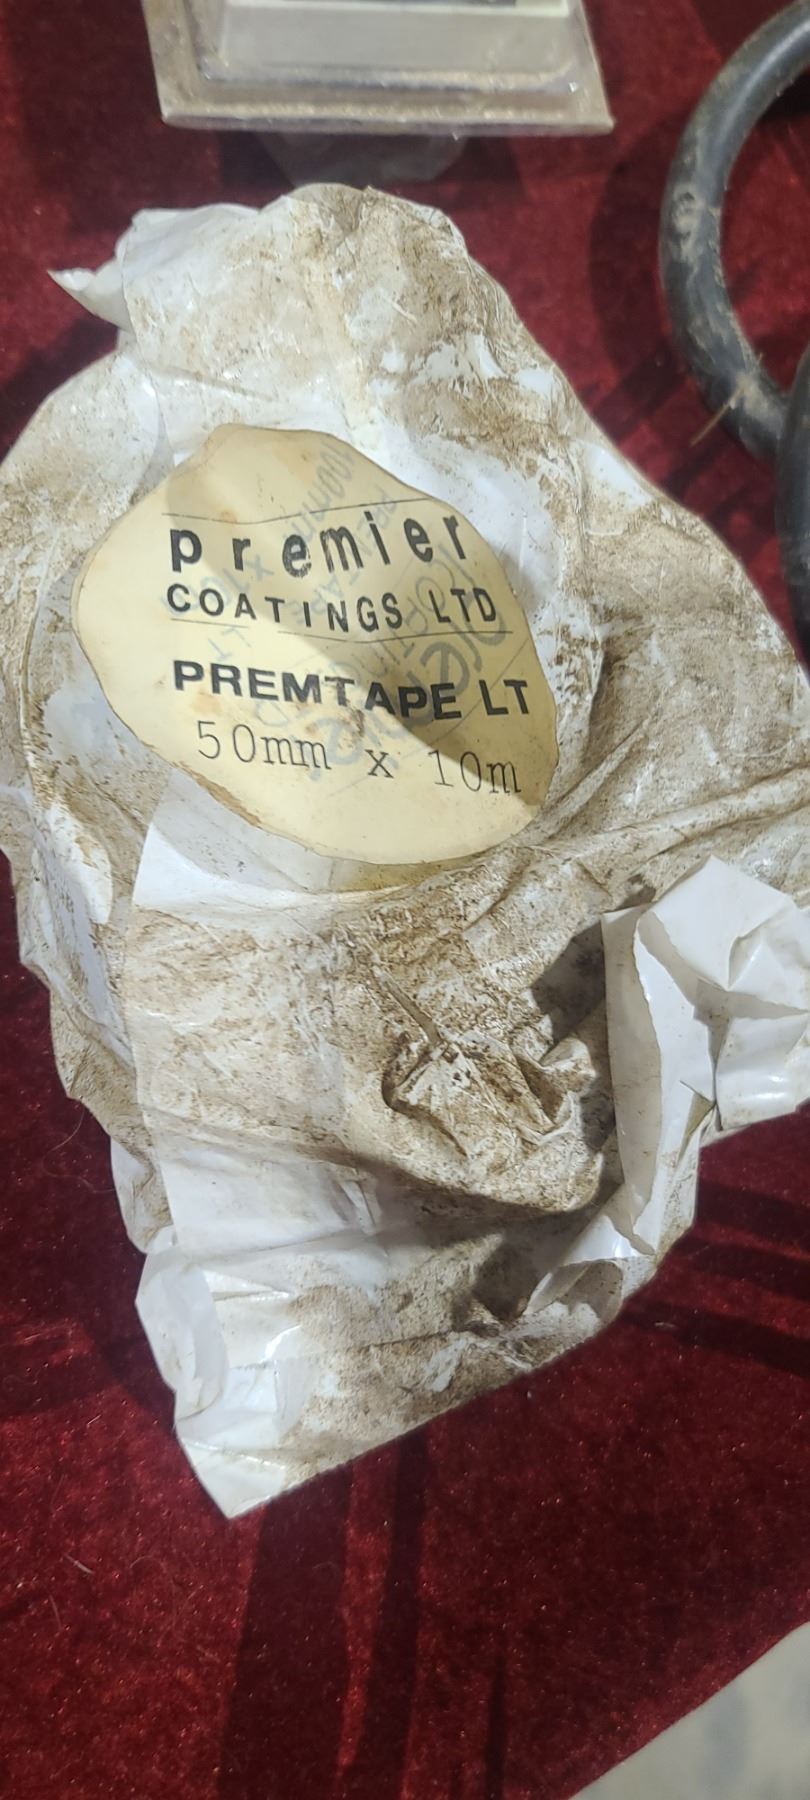 premier
COATINGS LTD
PREMTAPE LT
50mm x 10m